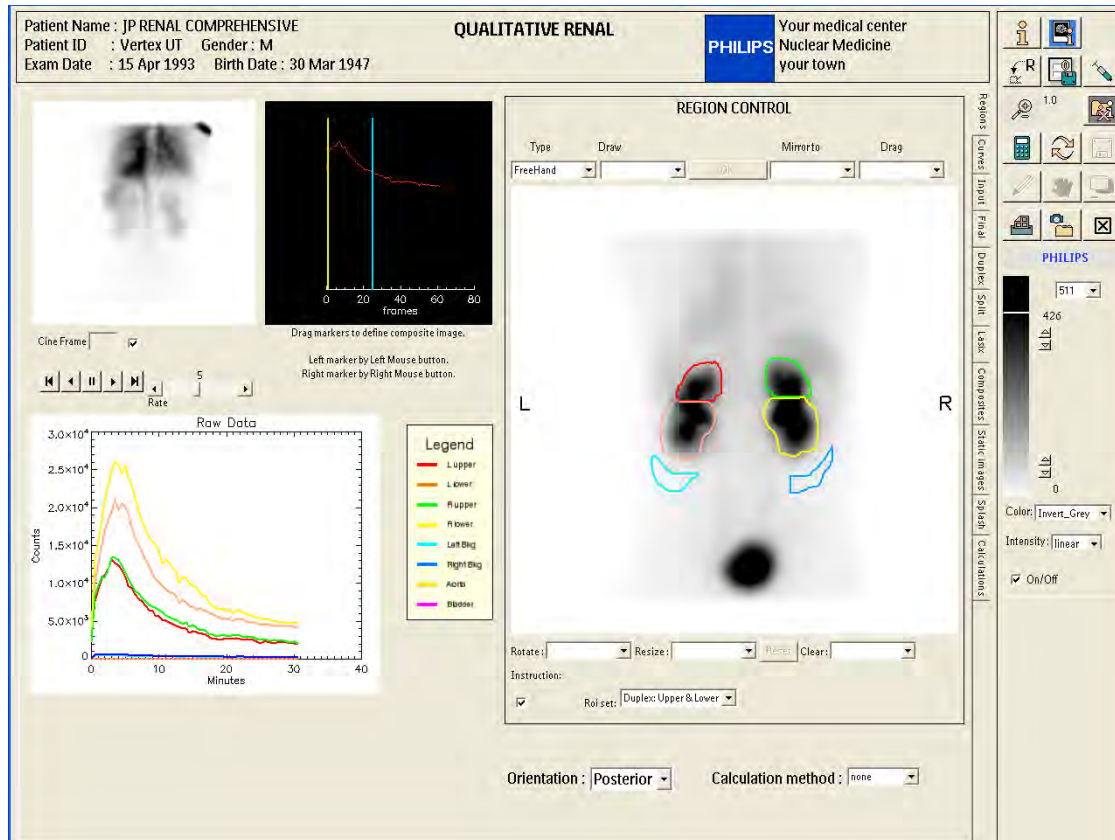 Patient Name : JP RENAL COMPREHENSIVE
Patient ID : Vertex UT Gender : M
Exam Date : 15 Apr 1993 Birth Date : 30 Mar 1947
QUALITATIVE RENAL
PHILIPS
Your medical center
Nuclear Medicine
your town
0 20 40 60 80
frames
Drag markers to define composite image.
Left marker by Left Mouse button.
Right marker by Right Mouse button.
Cine Frame
5
Rate
Raw Data
3.0×10⁴
2.5×10⁴
2.0×10⁴
1.5×10⁴
1.0×10⁴
5.0×10³
0
Counts
0 10 20 30 40
Minutes
Legend
L upper
L lower
R upper
R lower
Left Bkg
Right Bkg
Aorta
Bladder
REGION CONTROL
Type Draw Mirror to Drag
FreeHand
OK
L
R
Rotate : Resize : Reset Clear :
Instruction:
Roi set: Duplex: Upper & Lower
Orientation : Posterior
Calculation method : none
Regions
Curves
Input
Final
Duplex
Split
Lasix
Composites
Static images
Splash
Calculations
R
1.0
PHILIPS
511
426
0
Color: Invert_Grey
Intensity: linear
On/Off